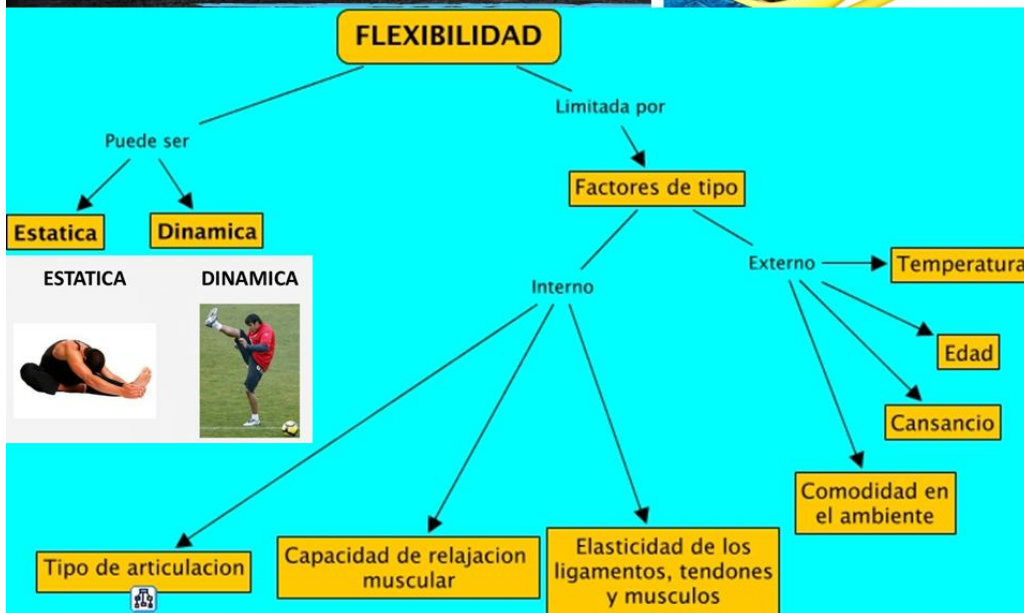 FLEXIBILIDAD
Limitada por
Puede ser
Factores de tipo
Estatica
Dinamica
Externo
Temperatura
ESTATICA
DINAMICA
Interno
Edad
Cansancio
Comodidad en
el ambiente
Tipo de articulacion
Capacidad de relajacion
muscular
Elasticidad de los
ligamentos, tendones
y musculos